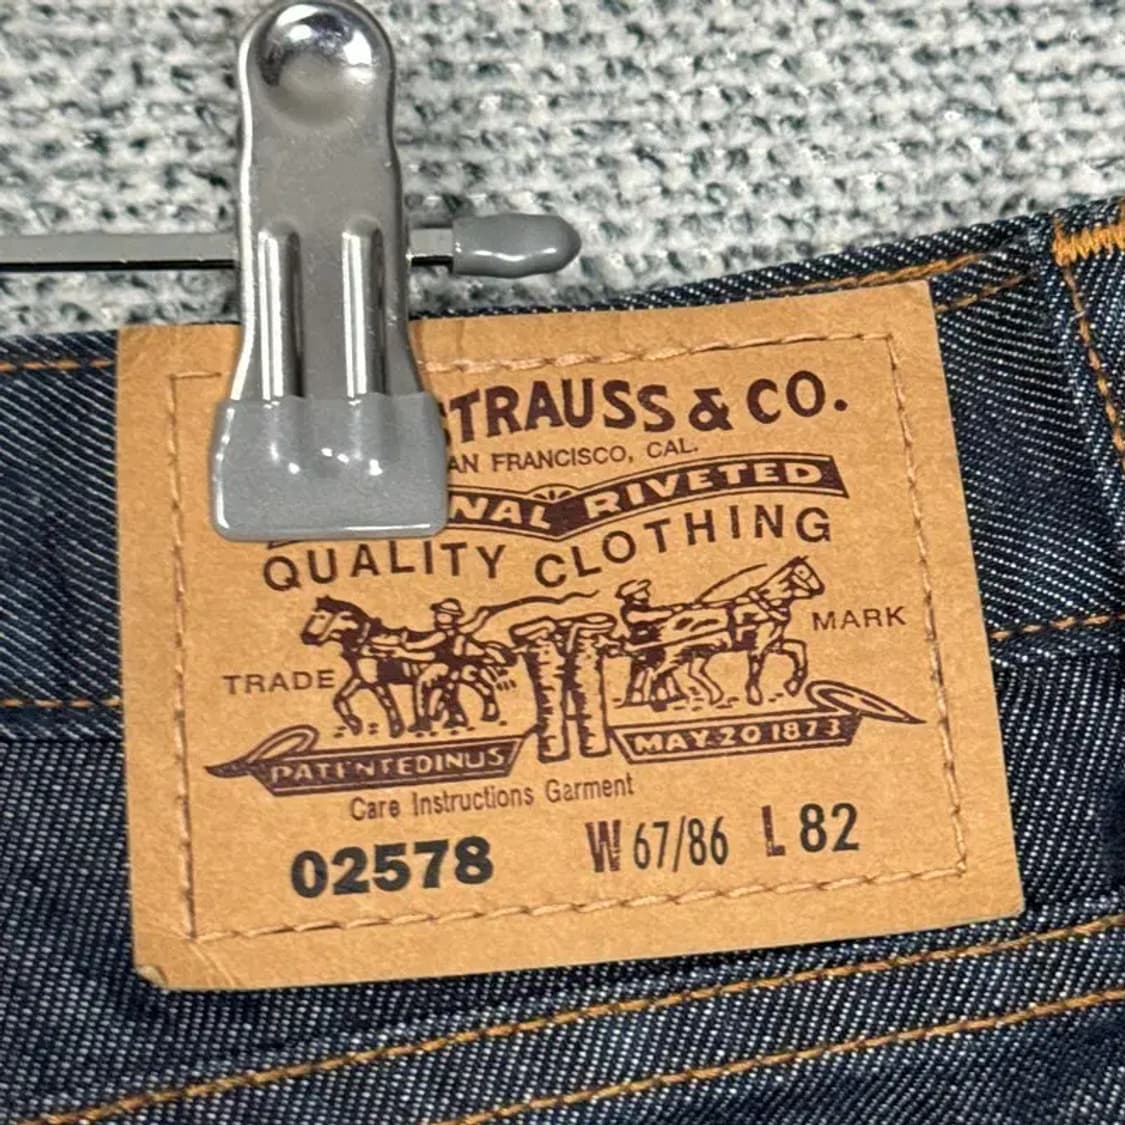 STRAUSS & CO.
AN FRANCISCO, CAL.
NAL RIVETED
QUALITY CLOTHING
TRADE MARK
PATENTEDINUS MAY 20 1873
Care Instructions Garment
02578 W 67/86 L 82